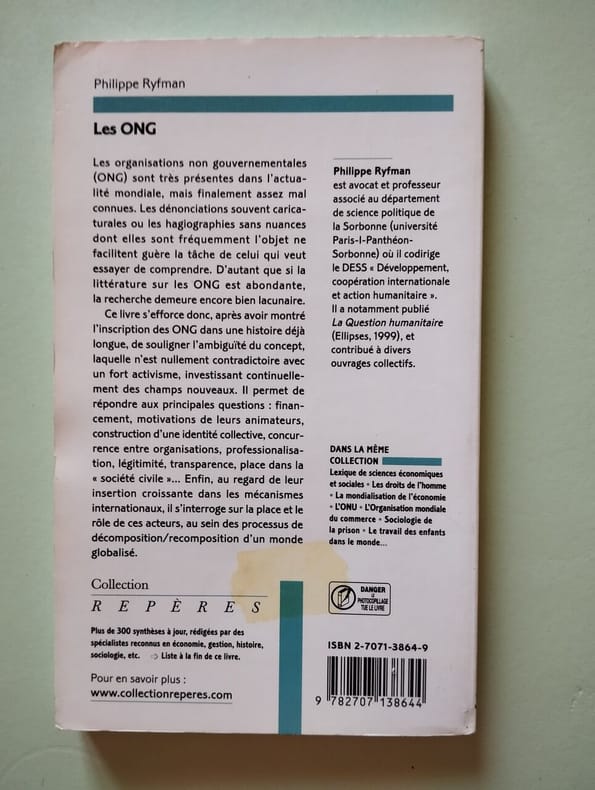 Philippe Ryfman
Les ONG
Les organisations non gouvernementales
(ONG) sont très présentes dans l'actua-
lité mondiale, mais finalement assez mal
connues. Les dénonciations souvent carica-
turales ou les hagiographies sans nuances
dont elles sont fréquemment l'objet ne
facilitent guère la tâche de celui qui veut
essayer de comprendre. D'autant que si la
littérature sur les ONG est abondante,
la recherche demeure encore bien lacunaire.
Ce livre s'efforce donc, après avoir montré
l'inscription des ONG dans une histoire déjà
longue, de souligner l'ambiguïté du concept,
laquelle n'est nullement contradictoire avec
un fort activisme, investissant continuelle-
ment des champs nouveaux. Il permet de
répondre aux principales questions : finan-
cement, motivations de leurs animateurs,
construction d'une identité collective, concur-
rence entre organisations, professionalisa-
tion, légitimité, transparence, place dans la
« société civile »... Enfin, au regard de leur
insertion croissante dans les mécanismes
internationaux, il s'interroge sur la place et le
rôle de ces acteurs, au sein des processus de
décomposition/recomposition d'un monde
globalisé.
Philippe Ryfman
est avocat et professeur
associé au département
de science politique de
la Sorbonne (université
Paris-I-Panthéon-
Sorbonne) où il codirige
le DESS « Développement,
coopération internationale
et action humanitaire ».
Il a notamment publié
La Question humanitaire
(Ellipses, 1999), et
contribué à divers
ouvrages collectifs.
DANS LA MÊME
COLLECTION
Lexique de sciences économiques
et sociales • Les droits de l'homme
• La mondialisation de l'économie
• L'ONU • L'Organisation mondiale
du commerce • Sociologie de
la prison • Le travail des enfants
dans le monde...
Collection
REPÈRES
Plus de 300 synthèses à jour, rédigées par des
spécialistes reconnus en économie, gestion, histoire,
sociologie, etc. ⇨ Liste à la fin de ce livre.
Pour en savoir plus :
www.collectionreperes.com
DANGER
LE
PHOTOCOPILLAGE
TUE LE LIVRE
ISBN 2-7071-3864-9
9 782707 138644